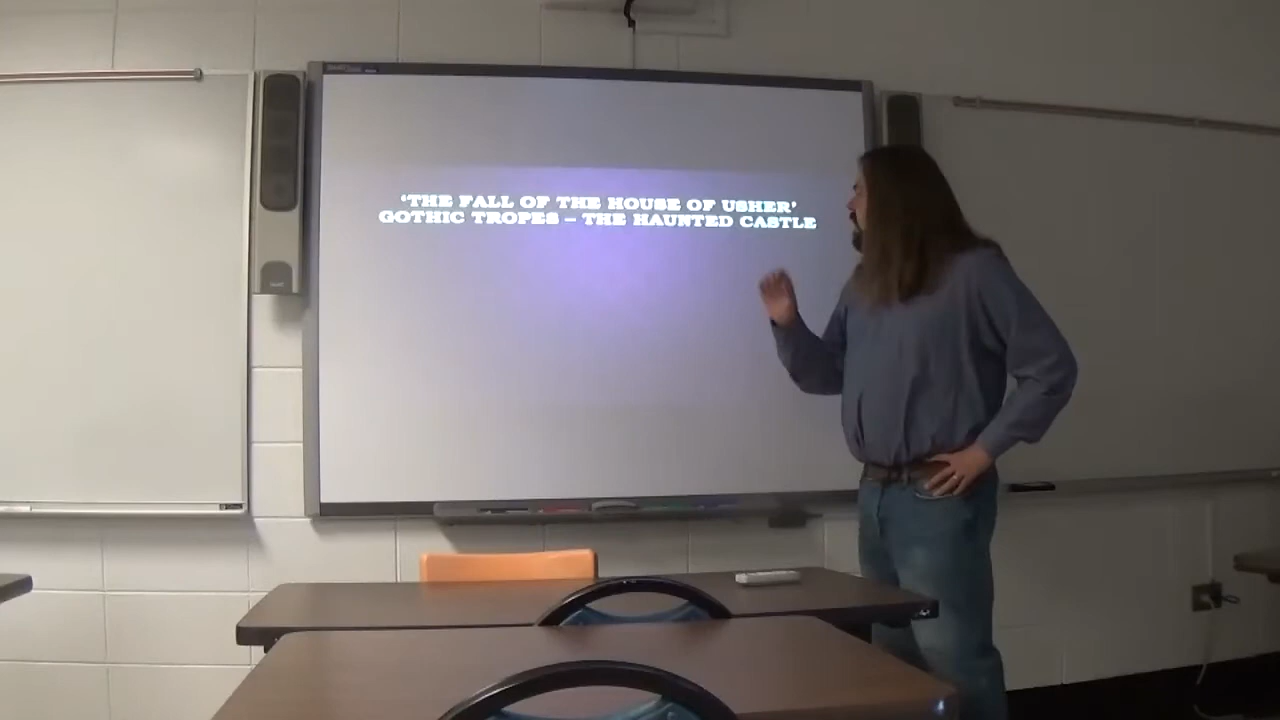 ‘THE FALL OF THE HOUSE OF USHER’
GOTHIC TROPES – THE HAUNTED CASTLE